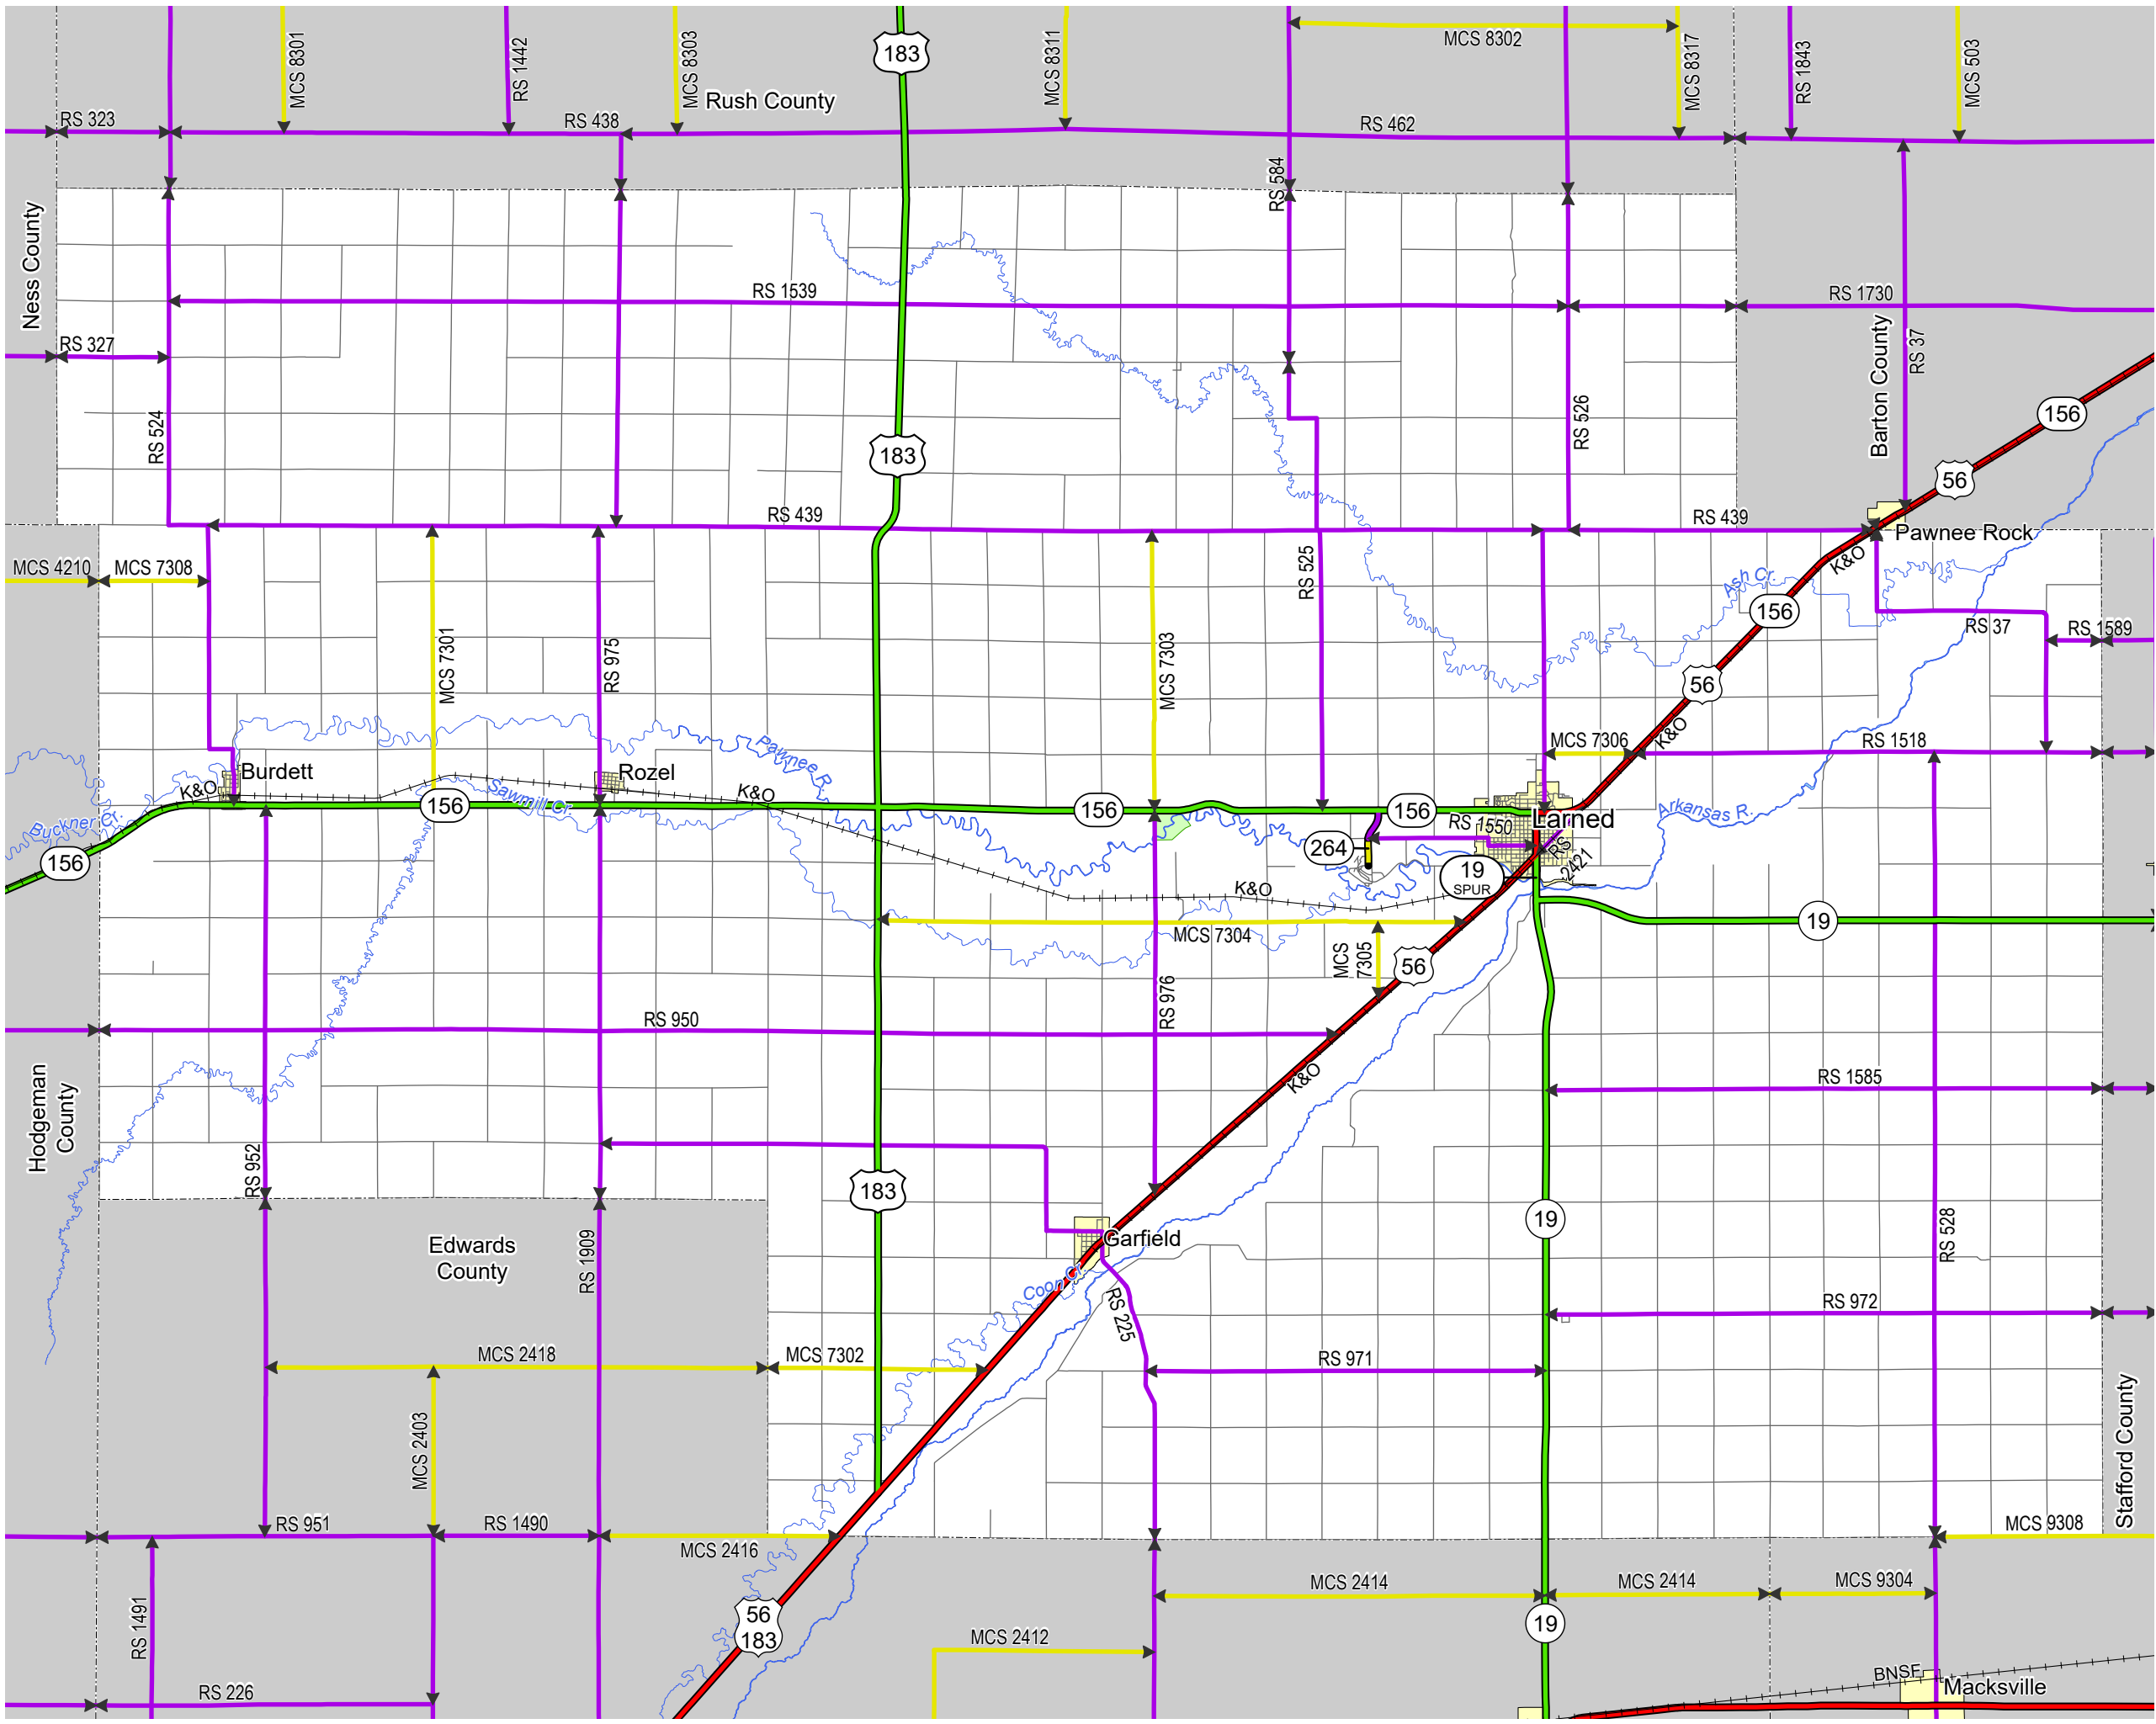 MCS 8301
RS 1442
MCS 8303
183
MCS 8311
MCS 8302
MCS 8317
RS 1843
MCS 503
Rush County
RS 323
RS 438
RS 462
RS 584
Ness County
RS 1539
RS 1730
RS 327
RS 37
Barton County
RS 524
RS 526
156
183
56
RS 439
RS 439
Pawnee Rock
K&O
MCS 4210
MCS 7308
RS 525
Ash Cr.
156
RS 37
RS 1589
MCS 7301
RS 975
MCS 7303
56
K&O
MCS 7306
RS 1518
Pawnee R.
Burdett
Rozel
K&O
K&O
Sawmill Cr.
156
156
156
Arkansas R.
Larned
RS 1550
Buckner Cr.
156
264
RS
2421
19
SPUR
K&O
19
MCS 7304
MCS
7305
56
RS 976
RS 950
K&O
RS 1585
Hodgeman
County
RS 952
183
19
RS 528
Edwards
County
RS 1909
Garfield
Coon Cr.
RS 225
RS 972
MCS 2418
MCS 7302
RS 971
MCS 2403
Stafford County
RS 951
RS 1490
MCS 2416
MCS 9308
MCS 2414
MCS 2414
MCS 9304
RS 1491
56
183
19
MCS 2412
BNSF
Macksville
RS 226